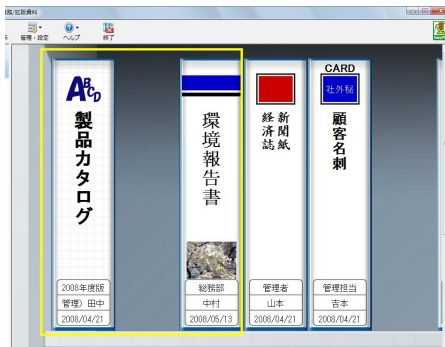 管理・設定
ヘルプ
終了
ABCD
製品カタログ
2008年度版
管理）田中
2008/04/21
環境報告書
総務部
中村
2008/05/13
新聞紙
経済誌
管理者
山本
2008/04/21
CARD
社外秘
顧客名刺
管理担当
吉本
2008/04/21